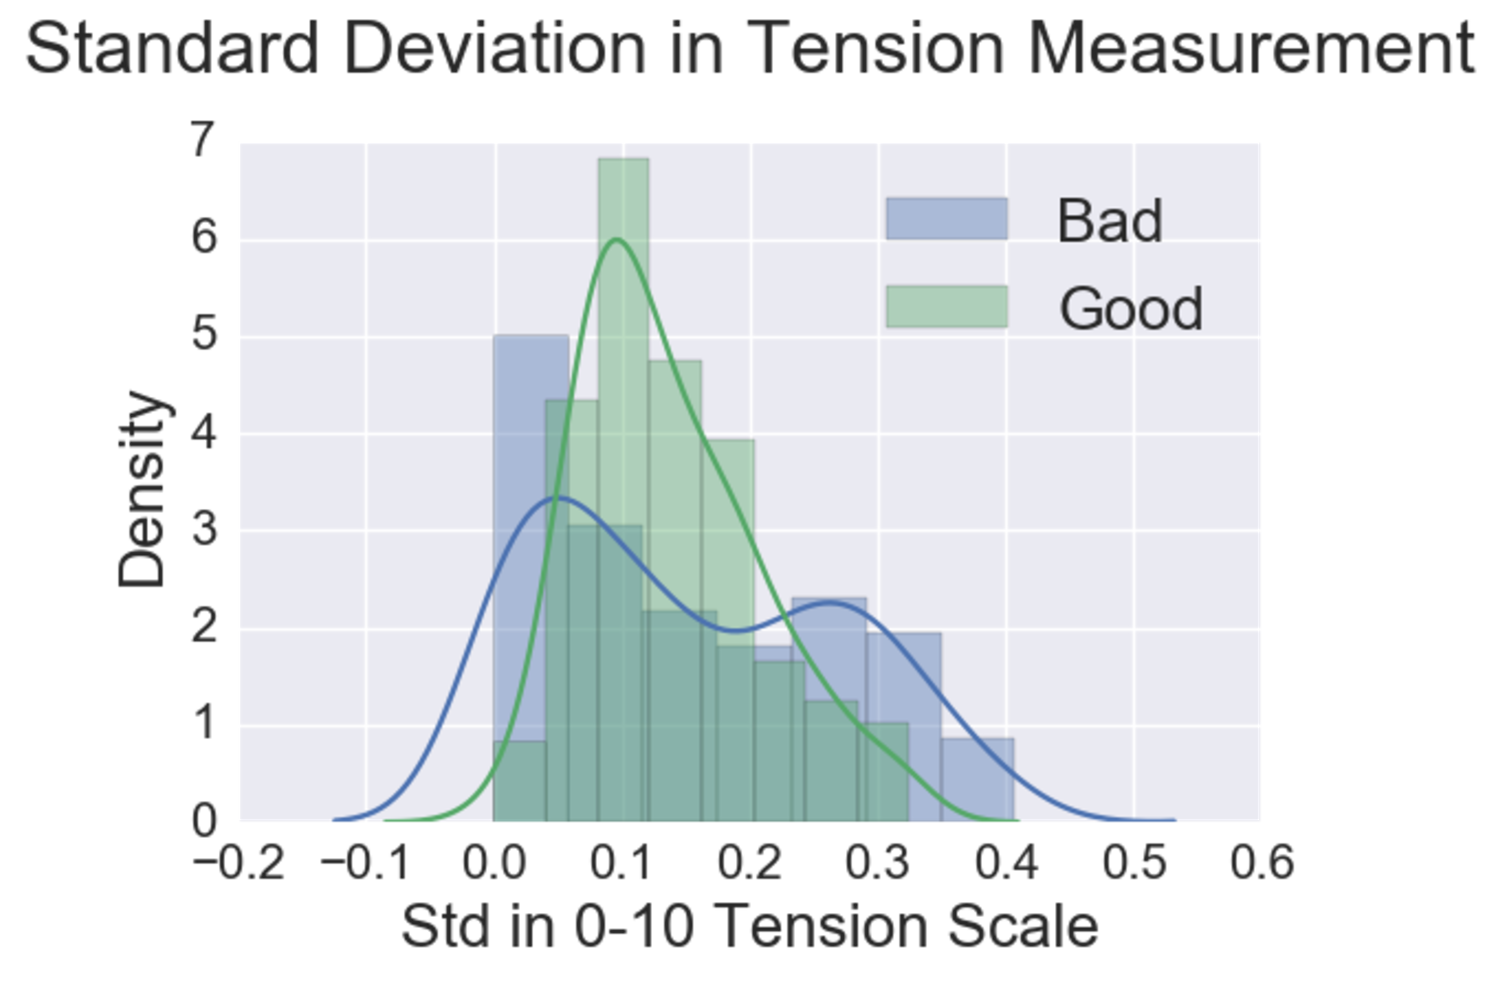 Standard Deviation in Tension Measurement
7
6
5
4
3
2
1
0
Density
Bad
Good
−0.2 −0.1 0.0 0.1 0.2 0.3 0.4 0.5 0.6
Std in 0-10 Tension Scale